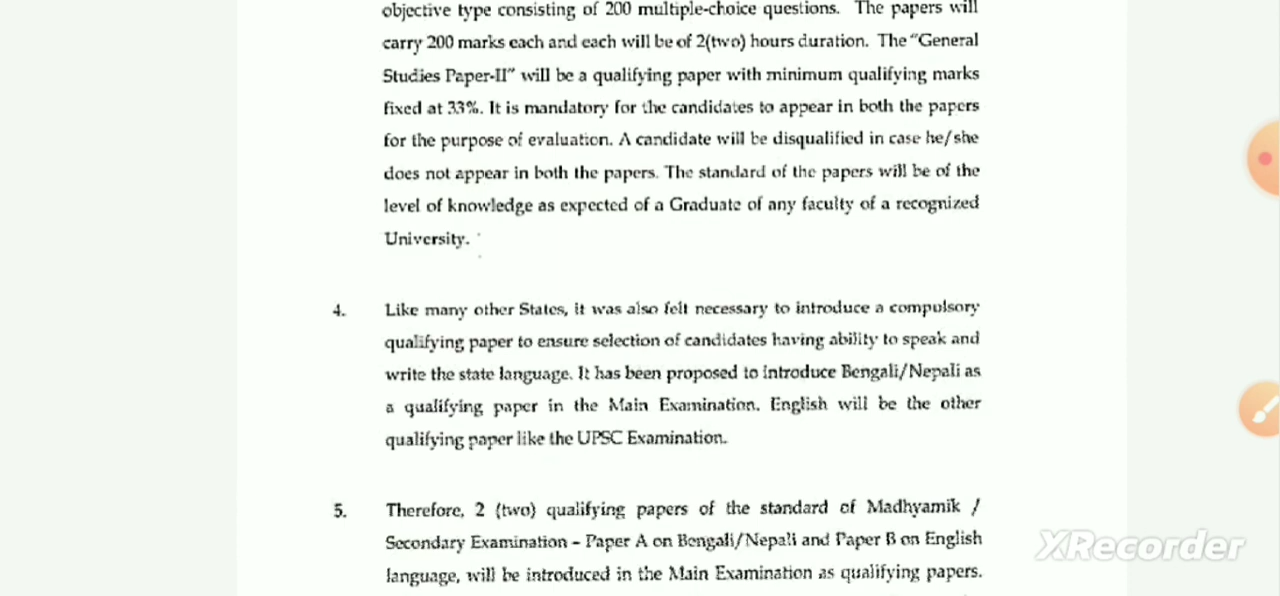 objective type consisting of 200 multiple-choice questions. The papers will
carry 200 marks each and each will be of 2(two) hours duration. The "General
Studies Paper-II" will be a qualifying paper with minimum qualifying marks
fixed at 33%. It is mandatory for the candidates to appear in both the papers
for the purpose of evaluation. A candidate will be disqualified in case he/she
does not appear in both the papers. The standard of the papers will be of the
level of knowledge as expected of a Graduate of any faculty of a recognized
University.
4. Like many other States, it was also felt necessary to introduce a compulsory
qualifying paper to ensure selection of candidates having ability to speak and
write the state language. It has been proposed to introduce Bengali/Nepali as
a qualifying paper in the Main Examination. English will be the other
qualifying paper like the UPSC Examination.
5. Therefore, 2 (two) qualifying papers of the standard of Madhyamik /
Secondary Examination – Paper A on Bengali/Nepali and Paper B on English
language, will be introduced in the Main Examination as qualifying papers.
XRecorder